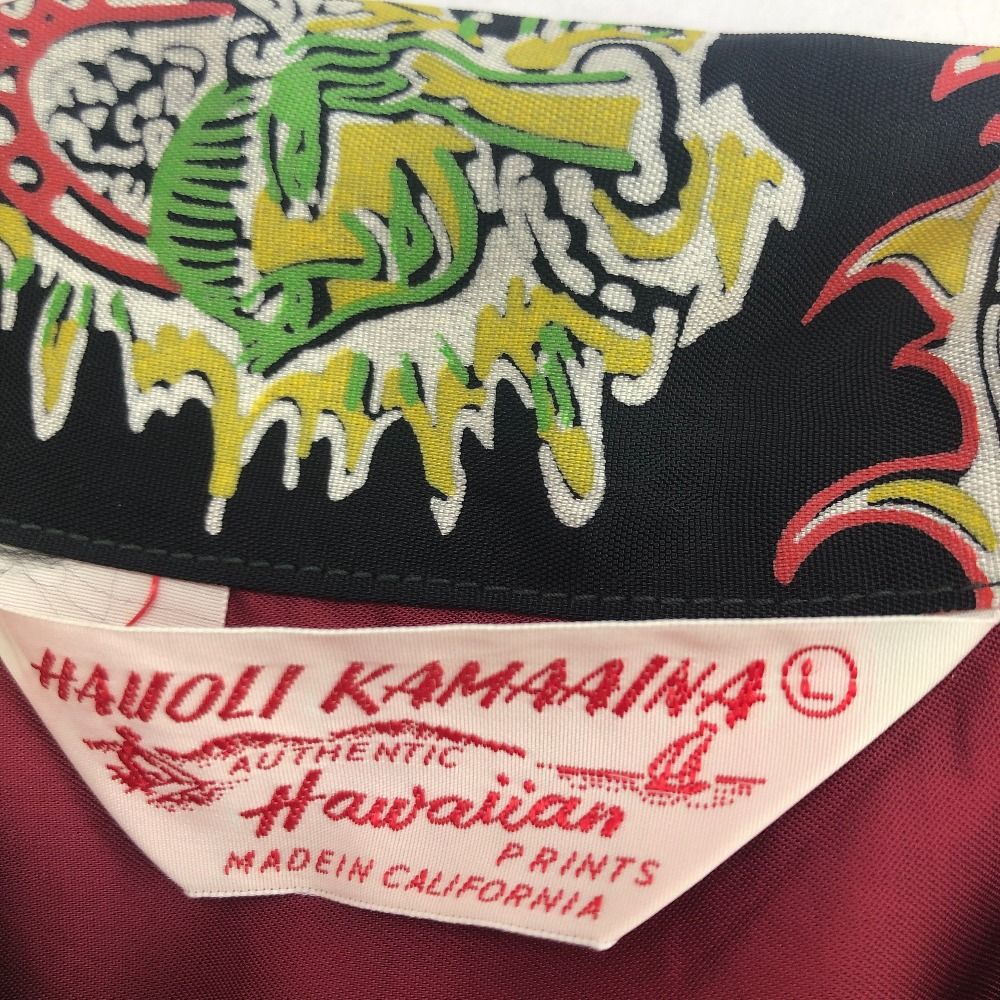 HAUOLI KAMAAINA L
AUTHENTIC
Hawaiian
PRINTS
MADEIN CALIFORNIA